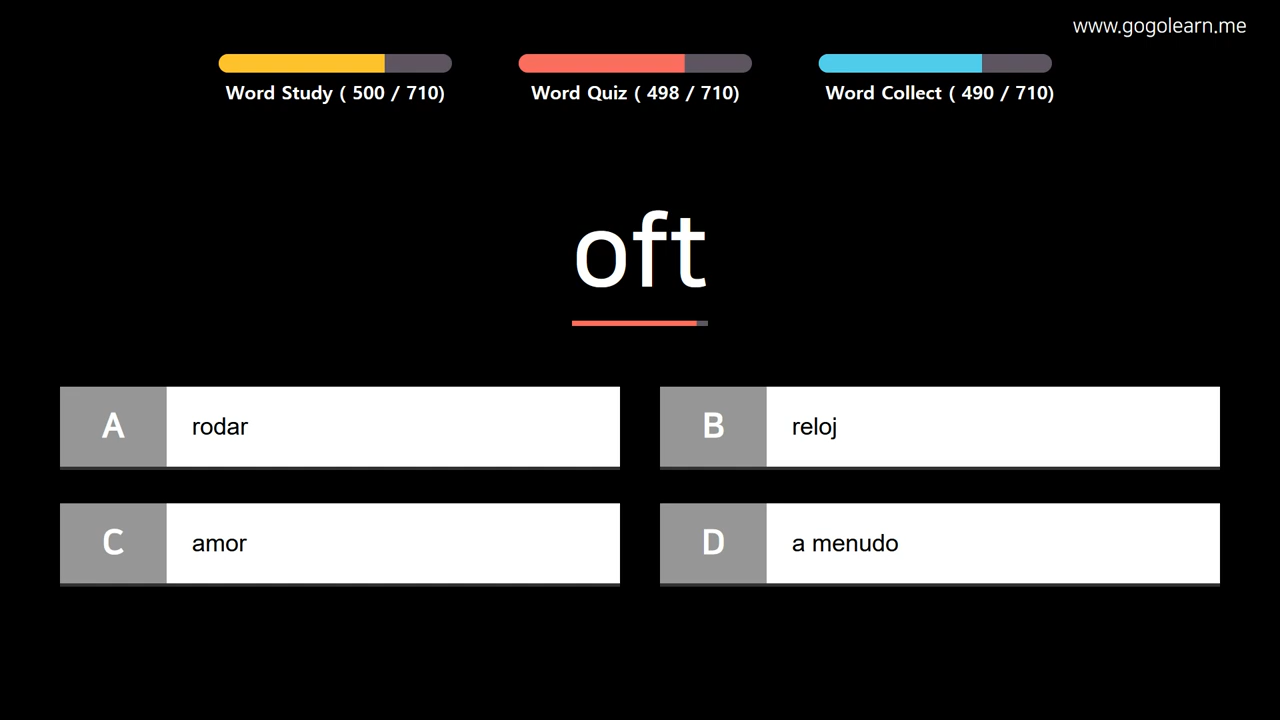 www.gogolearn.me
Word Study ( 500 / 710)
Word Quiz ( 498 / 710)
Word Collect ( 490 / 710)
oft
A rodar
B reloj
C amor
D a menudo